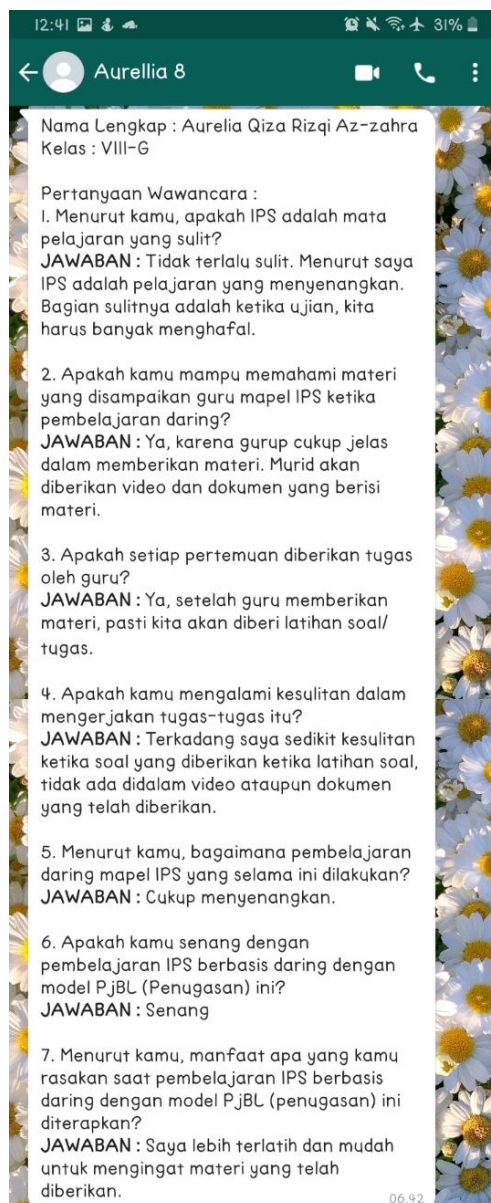 12:41
31%
Aurellia 8
Nama Lengkap : Aurelia Qiza Rizqi Az-zahra
Kelas : VIII-G
Pertanyaan Wawancara :
1. Menurut kamu, apakah IPS adalah mata
pelajaran yang sulit?
JAWABAN : Tidak terlalu sulit. Menurut saya
IPS adalah pelajaran yang menyenangkan.
Bagian sulitnya adalah ketika ujian, kita
harus banyak menghafal.
2. Apakah kamu mampu memahami materi
yang disampaikan guru mapel IPS ketika
pembelajaran daring?
JAWABAN : Ya, karena gurup cukup jelas
dalam memberikan materi. Murid akan
diberikan video dan dokumen yang berisi
materi.
3. Apakah setiap pertemuan diberikan tugas
oleh guru?
JAWABAN : Ya, setelah guru memberikan
materi, pasti kita akan diberi latihan soal/
tugas.
4. Apakah kamu mengalami kesulitan dalam
mengerjakan tugas-tugas itu?
JAWABAN : Terkadang saya sedikit kesulitan
ketika soal yang diberikan ketika latihan soal,
tidak ada didalam video ataupun dokumen
yang telah diberikan.
5. Menurut kamu, bagaimana pembelajaran
daring mapel IPS yang selama ini dilakukan?
JAWABAN : Cukup menyenangkan.
6. Apakah kamu senang dengan
pembelajaran IPS berbasis daring dengan
model PjBL (Penugasan) ini?
JAWABAN : Senang
7. Menurut kamu, manfaat apa yang kamu
rasakan saat pembelajaran IPS berbasis
daring dengan model PjBL (penugasan) ini
diterapkan?
JAWABAN : Saya lebih terlatih dan mudah
untuk mengingat materi yang telah
diberikan.
06.42